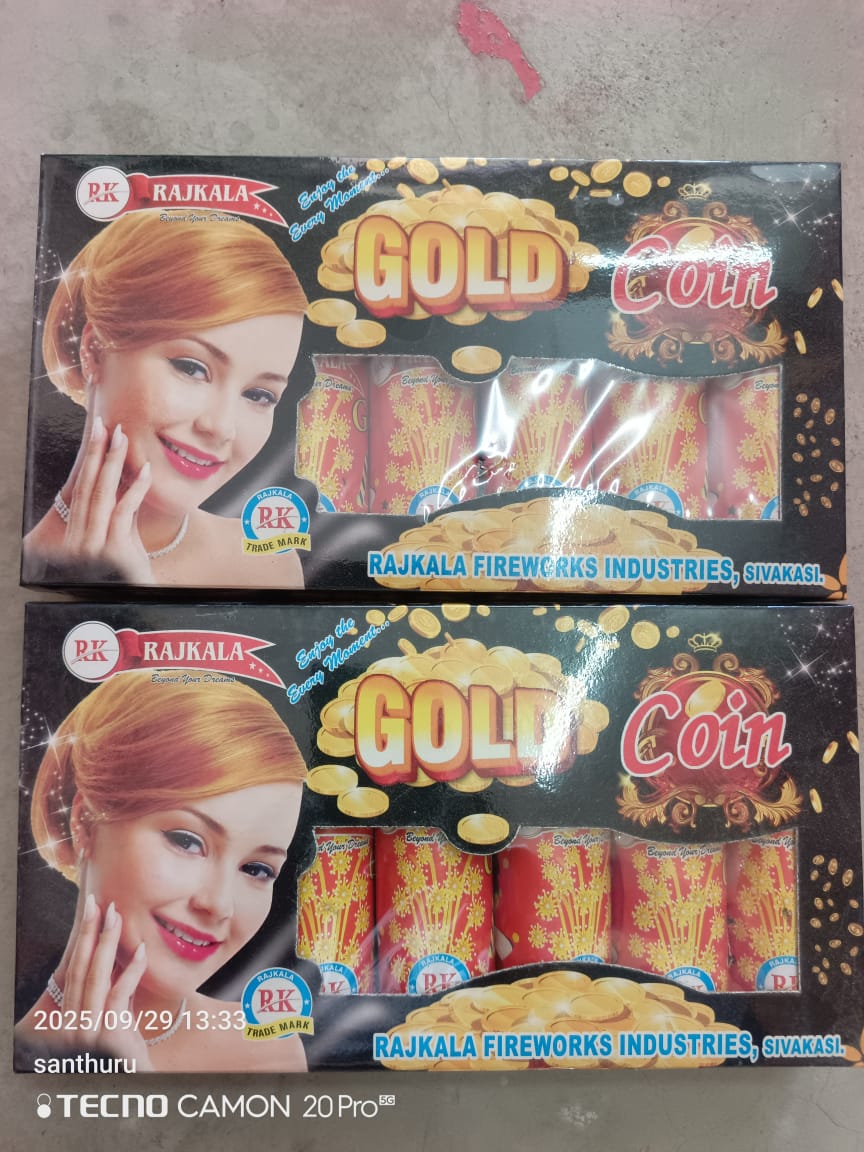 RK RAJKALA
Beyond Your Dreams
Enjoy the
Every Moment...
GOLD Coin
Beyond Your
RAJKALA
RK
TRADE MARK
RAJKALA FIREWORKS INDUSTRIES, SIVAKASI.
RK RAJKALA
Beyond Your Dreams
Enjoy the
Every Moment...
GOLD Coin
Beyond Your Dreams
RAJKALA
RK
TRADE MARK
RAJKALA
RK
RAJKALA FIREWORKS INDUSTRIES, SIVAKASI.
2025/09/29 13:33
santhuru
TECNO CAMON 20 Pro 5G